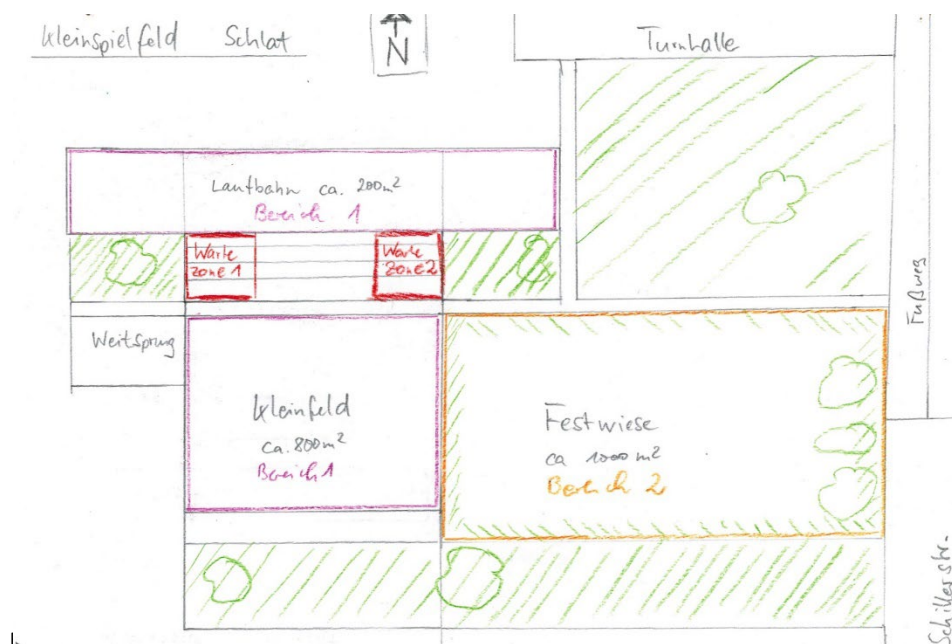 Kleinspielfeld Schlat
N
Turnhalle
Laufbahn ca. 200m²
Bereich 1
Warte
zone 1
Warte
zone 2
Weitsprung
Fußweg
Kleinfeld
ca. 800m²
Bereich 1
Festwiese
ca 1000 m²
Bereich 2
Schillerstr.